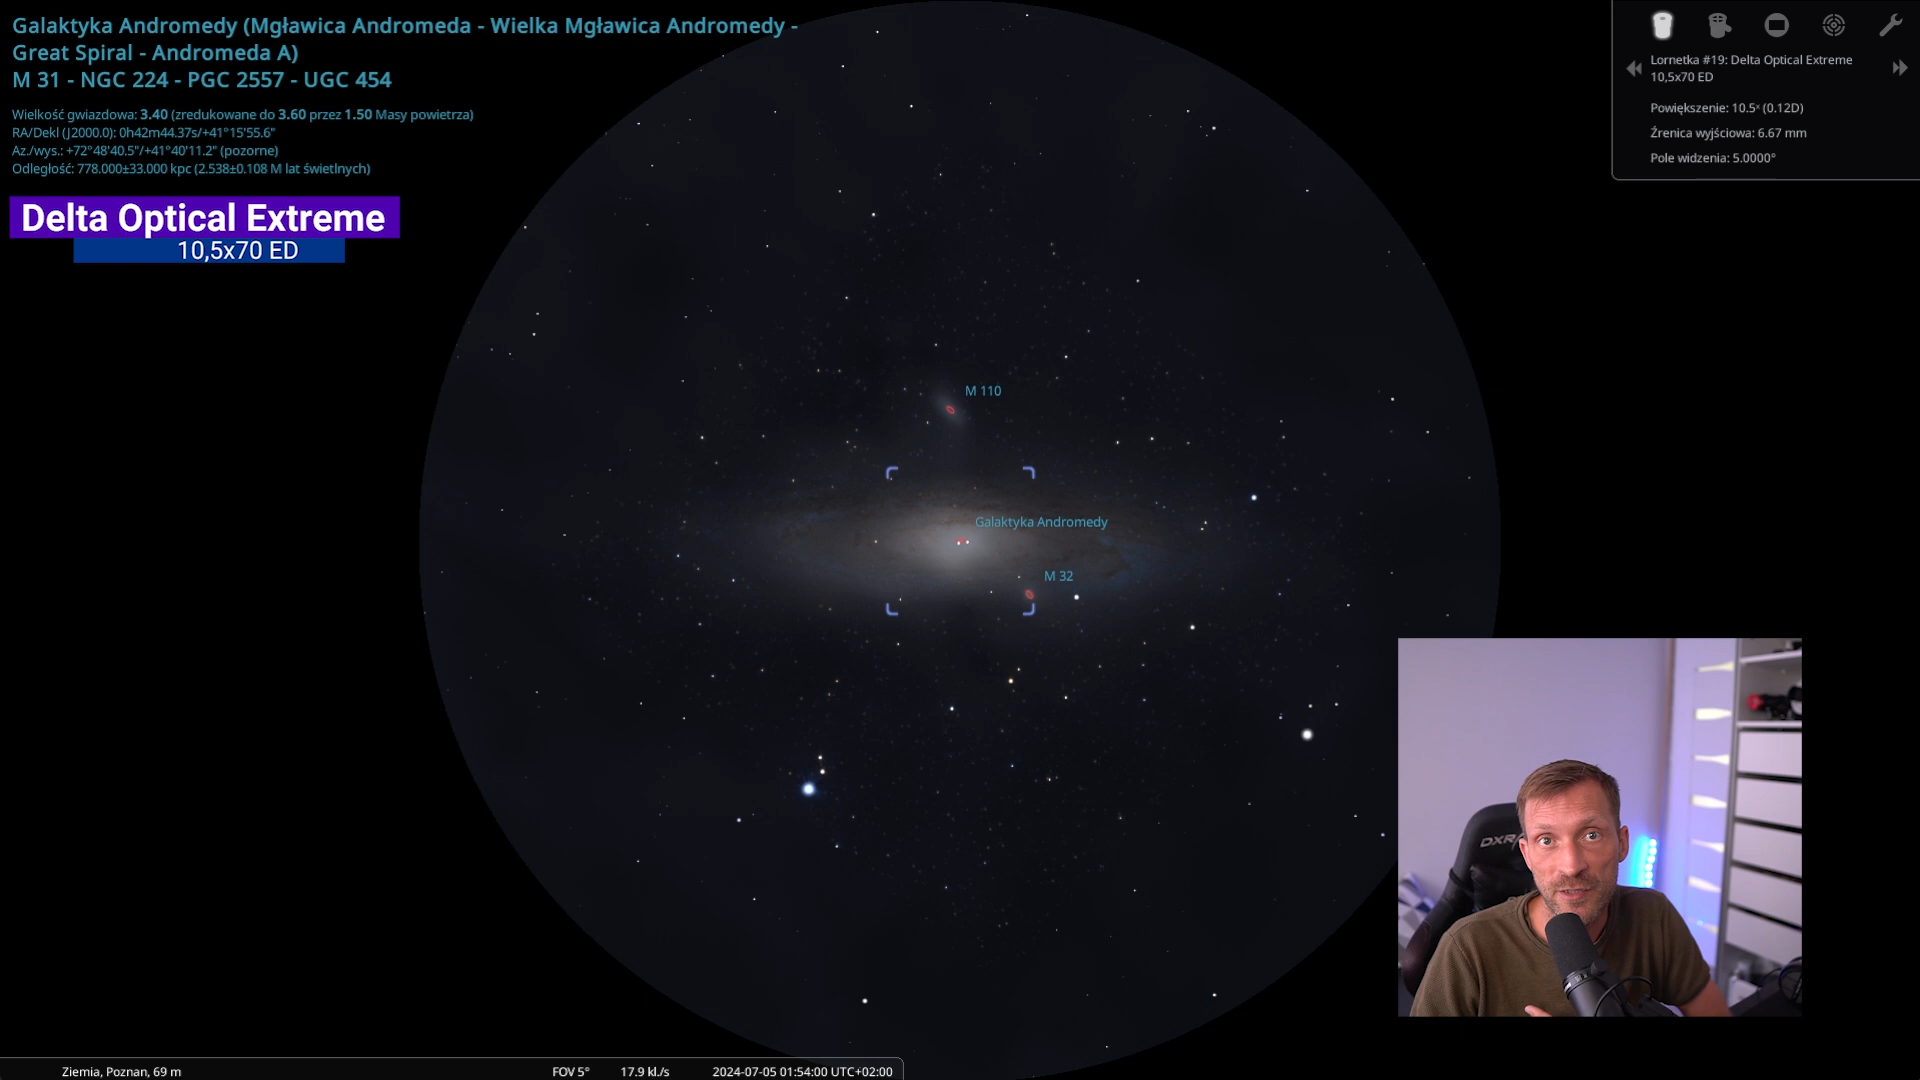 Galaktyka Andromedy (Mgławica Andromeda - Wielka Mgławica Andromedy -
Great Spiral - Andromeda A)
M 31 - NGC 224 - PGC 2557 - UGC 454
Wielkość gwiazdowa: 3.40 (zredukowane do 3.60 przez 1.50 Masy powietrza)
RA/Dekl (J2000.0): 0h42m44.37s/+41°15'55.6"
Az./wys.: +72°48'40.5"/+41°40'11.2" (pozorne)
Odległość: 778.000±33.000 kpc (2.538±0.108 M lat świetlnych)
Delta Optical Extreme
10,5x70 ED
Lornetka #19: Delta Optical Extreme
10,5x70 ED
Powiększenie: 10.5ˣ (0.12D)
Źrenica wyjściowa: 6.67 mm
Pole widzenia: 5.0000°
M 110
Galaktyka Andromedy
M 32
Ziemia, Poznan, 69 m
FOV 5°
17.9 kl./s
2024-07-05 01:54:00 UTC+02:00